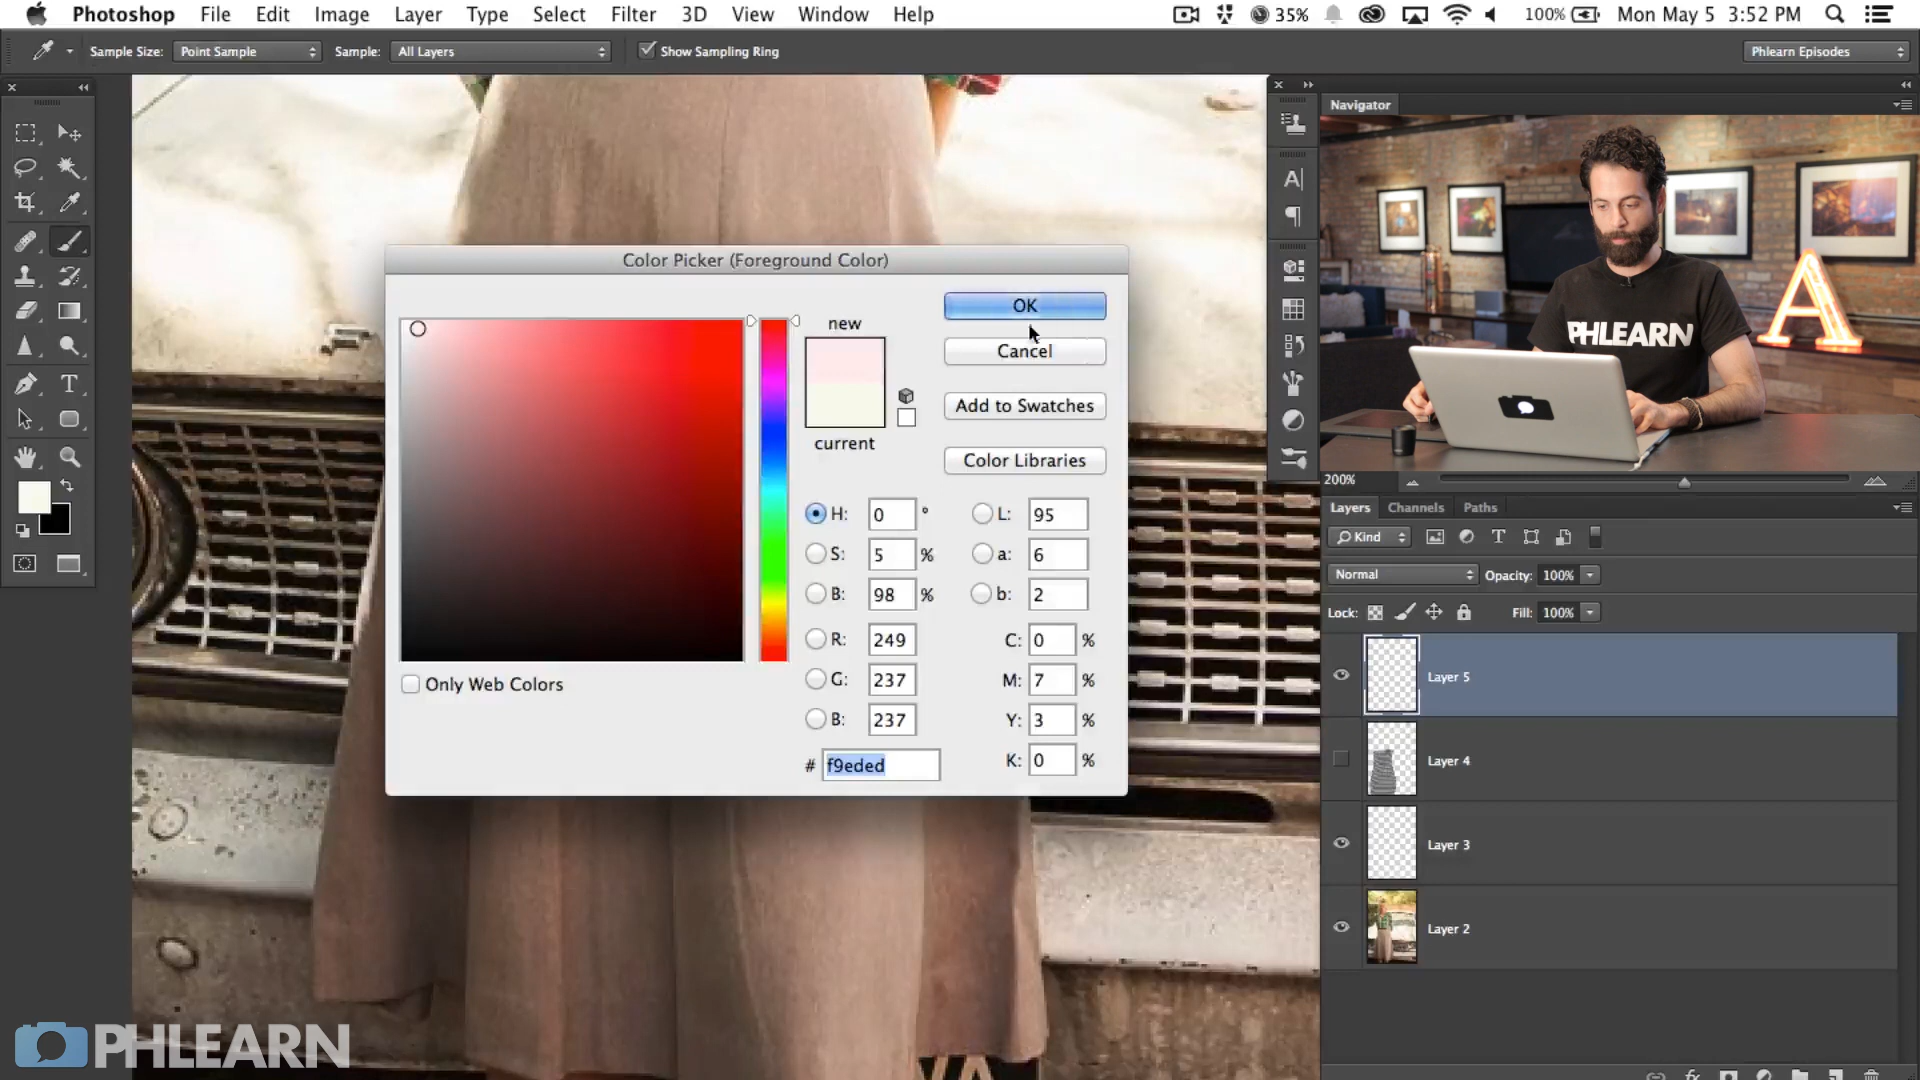 Photoshop File Edit Image Layer Type Select Filter 3D View Window Help 35% 100% Mon May 5 3:52 PM
Sample Size: Point Sample Sample: All Layers Show Sampling Ring Phlearn Episodes
Navigator
Color Picker (Foreground Color)
OK
new
Cancel
Add to Swatches
current
Color Libraries
H: 0 ° L: 95
S: 5 % a: 6
B: 98 % b: 2
R: 249 C: 0 %
G: 237 M: 7 %
B: 237 Y: 3 %
# f9eded K: 0 %
Only Web Colors
A
PHLEARN
200%
Layers Channels Paths
Kind
Normal Opacity: 100%
Lock: Fill: 100%
Layer 5
Layer 4
Layer 3
Layer 2
PHLEARN